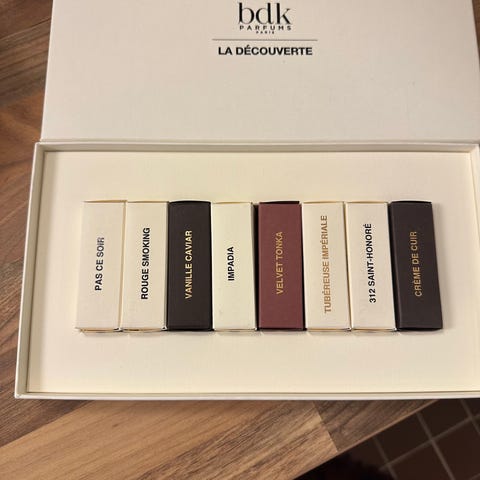 bdk
PARFUMS
PARIS
LA DÉCOUVERTE
PAS CE SOIR
ROUGE SMOKING
VANILLE CAVIAR
IMPADIA
VELVET TONKA
TUBÉREUSE IMPÉRIALE
312 SAINT-HONORÉ
CRÈME DE CUIR